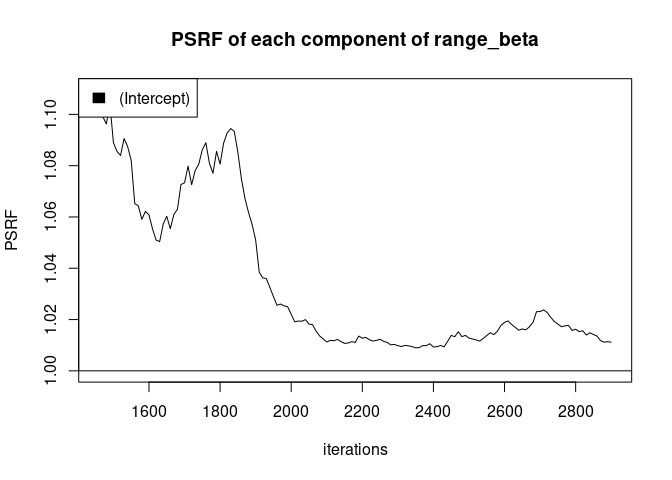 PSRF of each component of range_beta
(Intercept)
PSRF
1.10
1.08
1.06
1.04
1.02
1.00
1600 1800 2000 2200 2400 2600 2800
iterations